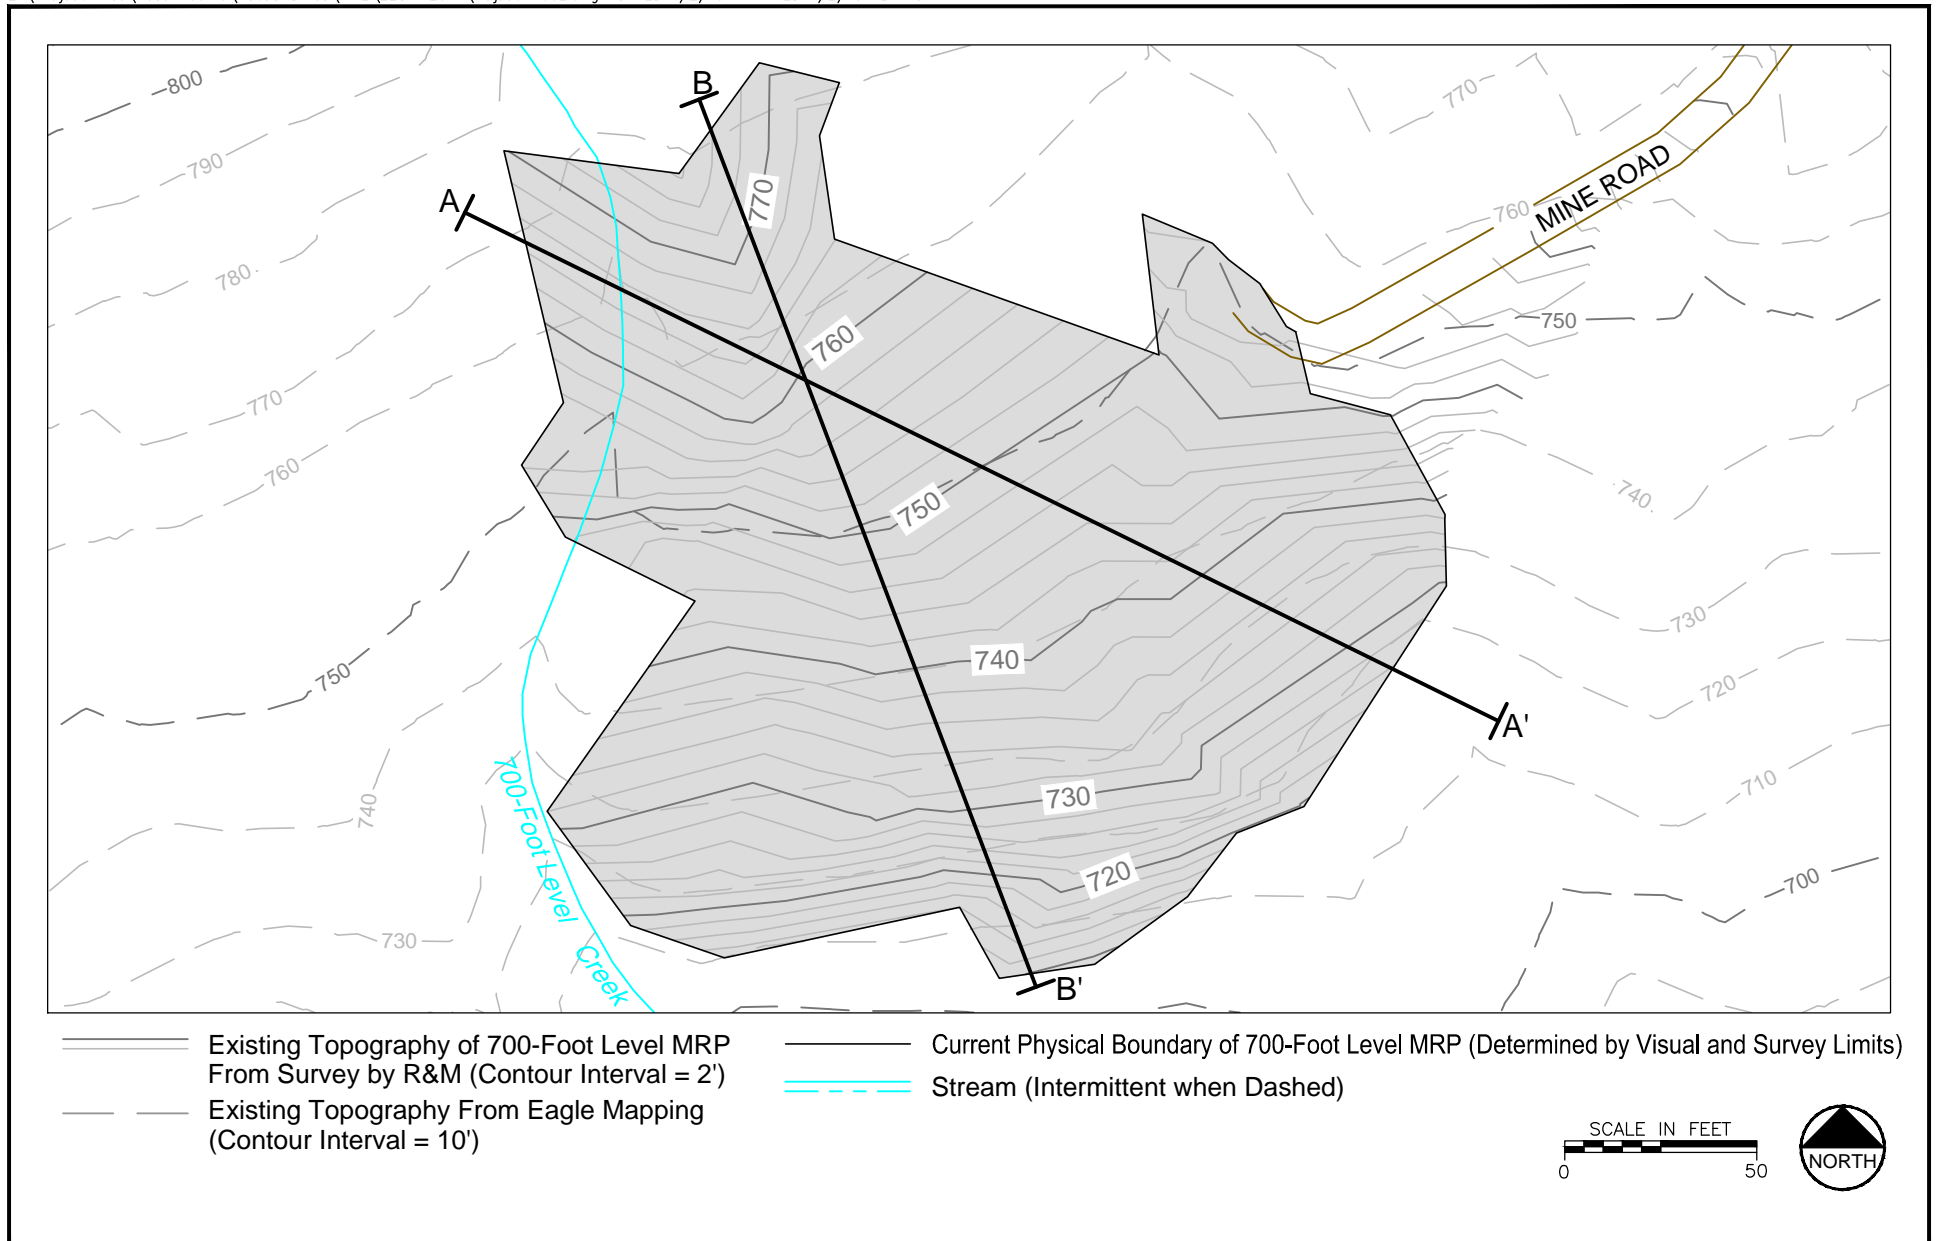 800
B
770
790
MINE ROAD
A
770
760
780
760
750
770
760
740
750
750
740
730
720
A'
700-Foot Level Creek
730
710
740
720
700
730
B'
Existing Topography of 700-Foot Level MRP
From Survey by R&M (Contour Interval = 2')
Existing Topography From Eagle Mapping
(Contour Interval = 10')
Current Physical Boundary of 700-Foot Level MRP (Determined by Visual and Survey Limits)
Stream (Intermittent when Dashed)
SCALE IN FEET
0 50
NORTH